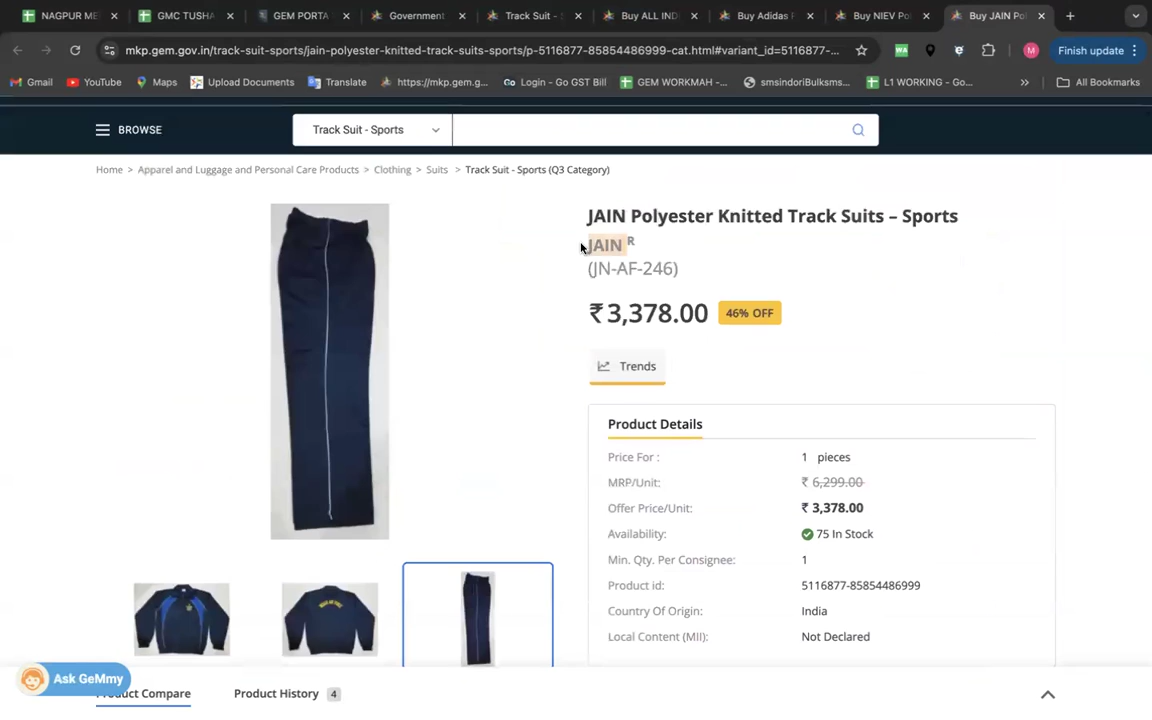 NAGPUR ME
GMC TUSHA
GEM PORTA
Government
Track Suit -
Buy ALL IND
Buy Adidas
Buy NIEV Po
Buy JAIN Po
mkp.gem.gov.in/track-suit-sports/jain-polyester-knitted-track-suits-sports/p-5116877-85854486999-cat.html#variant_id=5116877-...
M
Finish update
Gmail
YouTube
Maps
Upload Documents
Translate
https://mkp.gem.g...
Login - Go GST Bill
GEM WORKMAH -...
smsindoriBulksms...
L1 WORKING - Go...
»
All Bookmarks
BROWSE
Track Suit - Sports
Home > Apparel and Luggage and Personal Care Products > Clothing > Suits > Track Suit - Sports (Q3 Category)
JAIN Polyester Knitted Track Suits – Sports
JAIN R
(JN-AF-246)
₹3,378.00 46% OFF
Trends
Product Details
Price For : 1 pieces
MRP/Unit: ₹ 6,299.00
Offer Price/Unit: ₹ 3,378.00
Availability: 75 In Stock
Min. Qty. Per Consignee: 1
Product id: 5116877-85854486999
Country Of Origin: India
Local Content (MII): Not Declared
Ask GeMmy
Product Compare
Product History 4